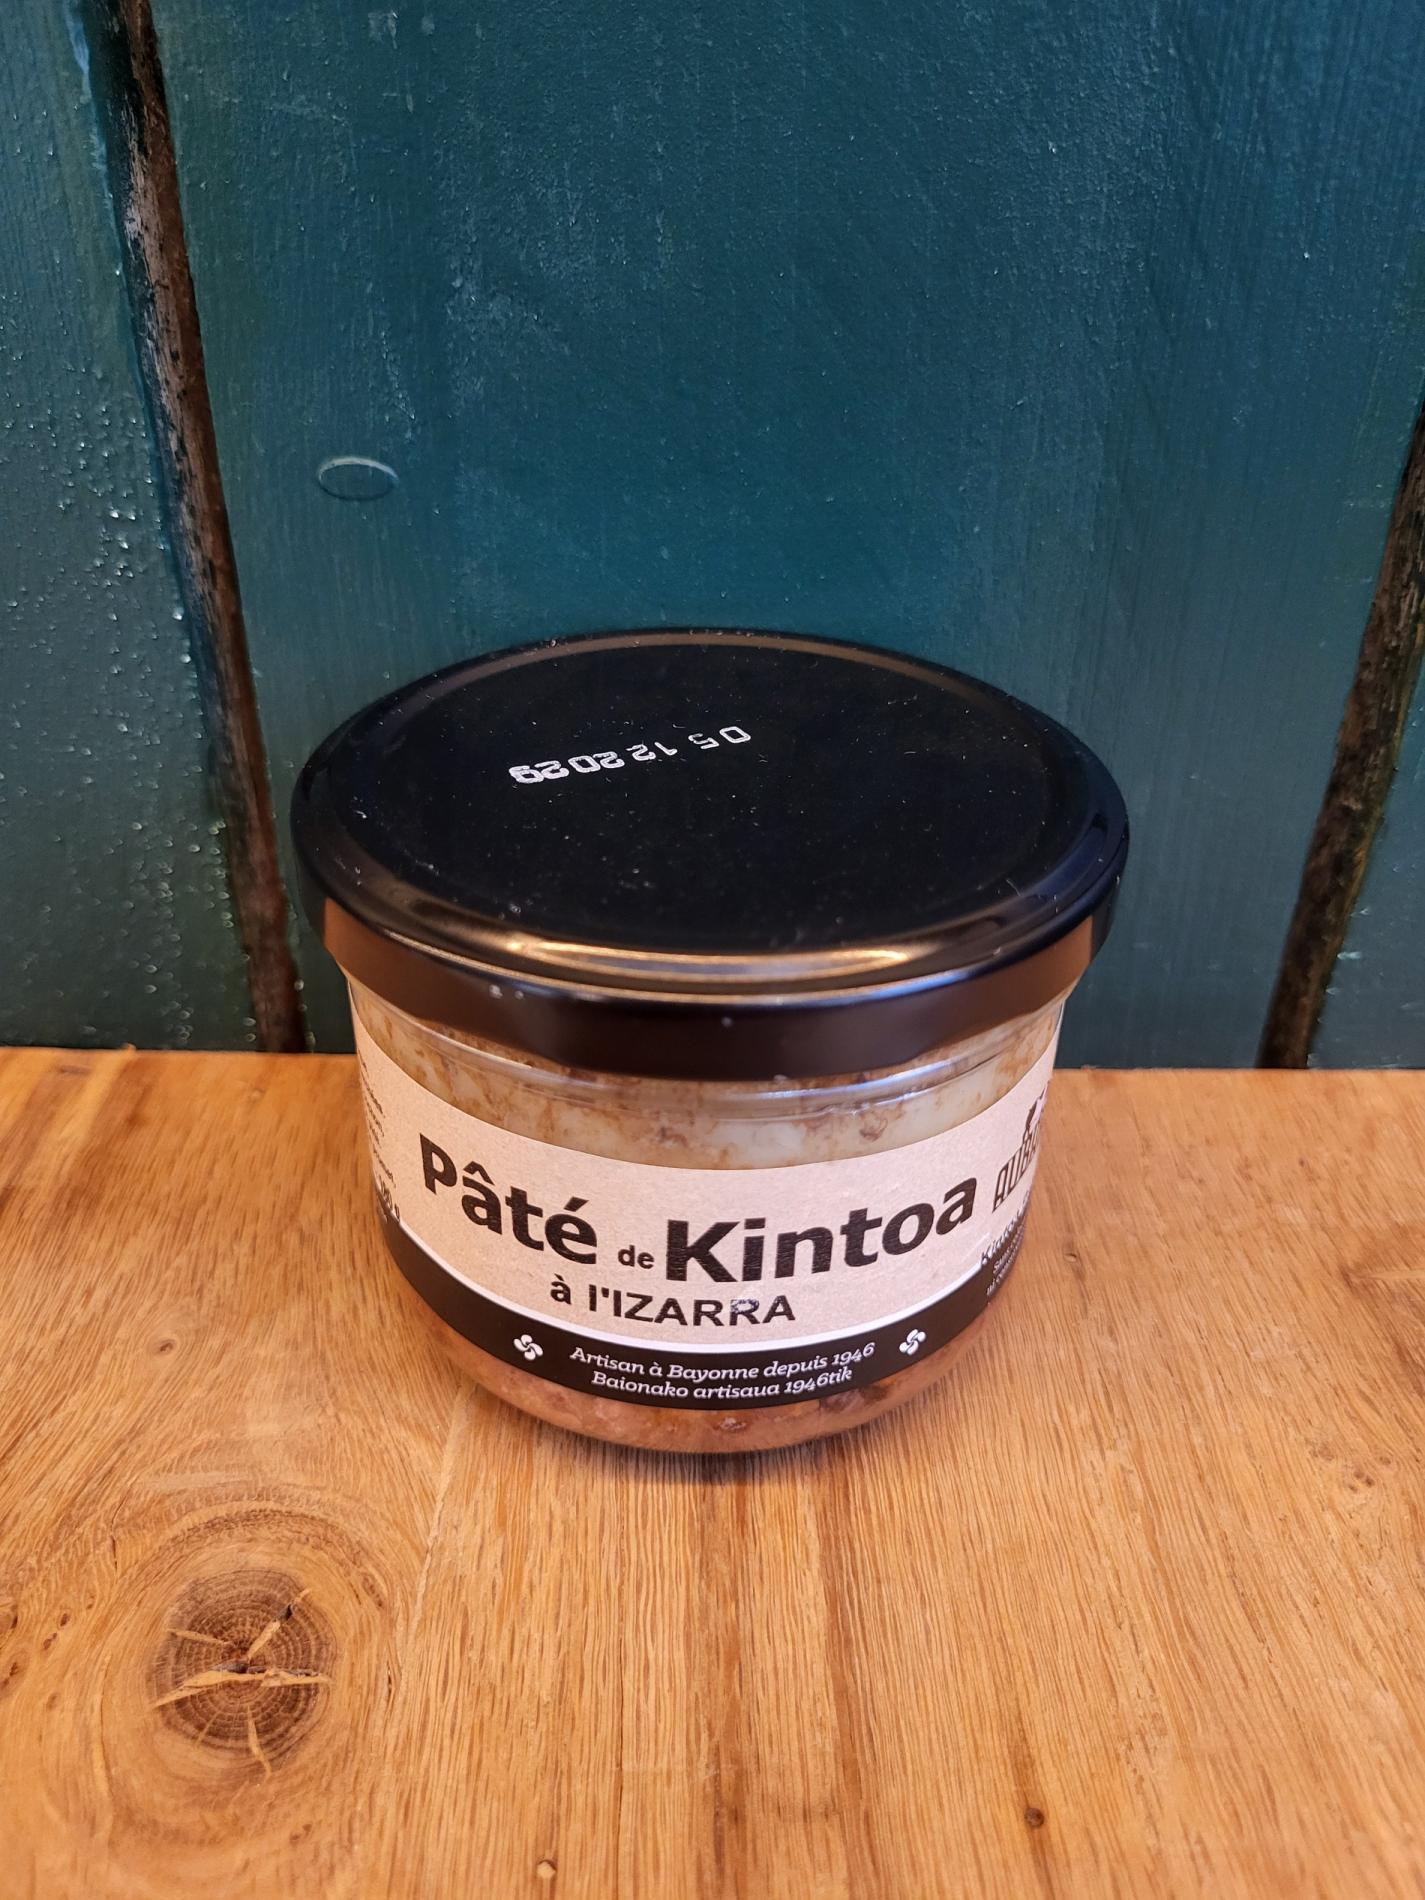 05 12 2029
Pâté de Kintoa
à l'IZARRA
Artisan à Bayonne depuis 1946
Baionako artisaua 1946tik